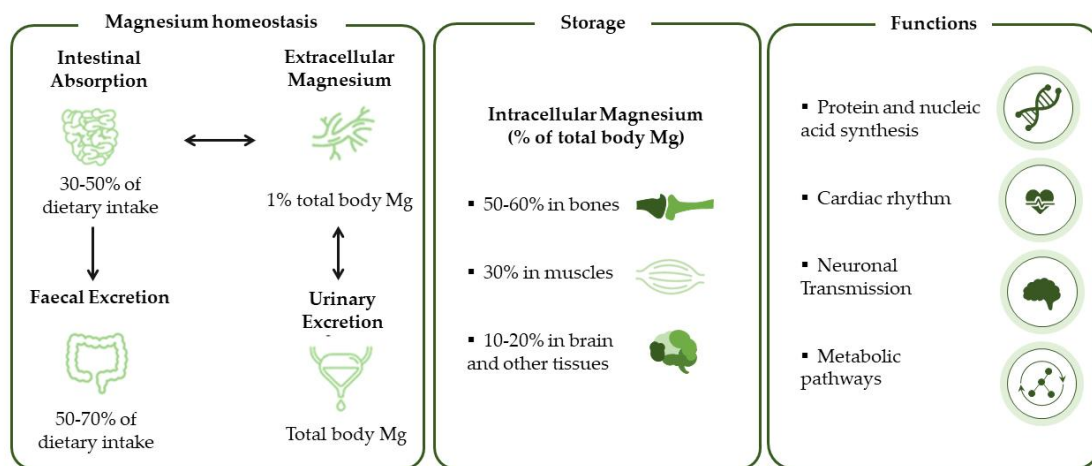 Magnesium homeostasis
Intestinal
Absorption
30-50% of
dietary intake
Extracellular
Magnesium
1% total body Mg
Faecal Excretion
50-70% of
dietary intake
Urinary
Excretion
Total body Mg
Storage
Intracellular Magnesium
(% of total body Mg)
▪ 50-60% in bones
▪ 30% in muscles
▪ 10-20% in brain
and other tissues
Functions
▪ Protein and nucleic
acid synthesis
▪ Cardiac rhythm
▪ Neuronal
Transmission
▪ Metabolic
pathways